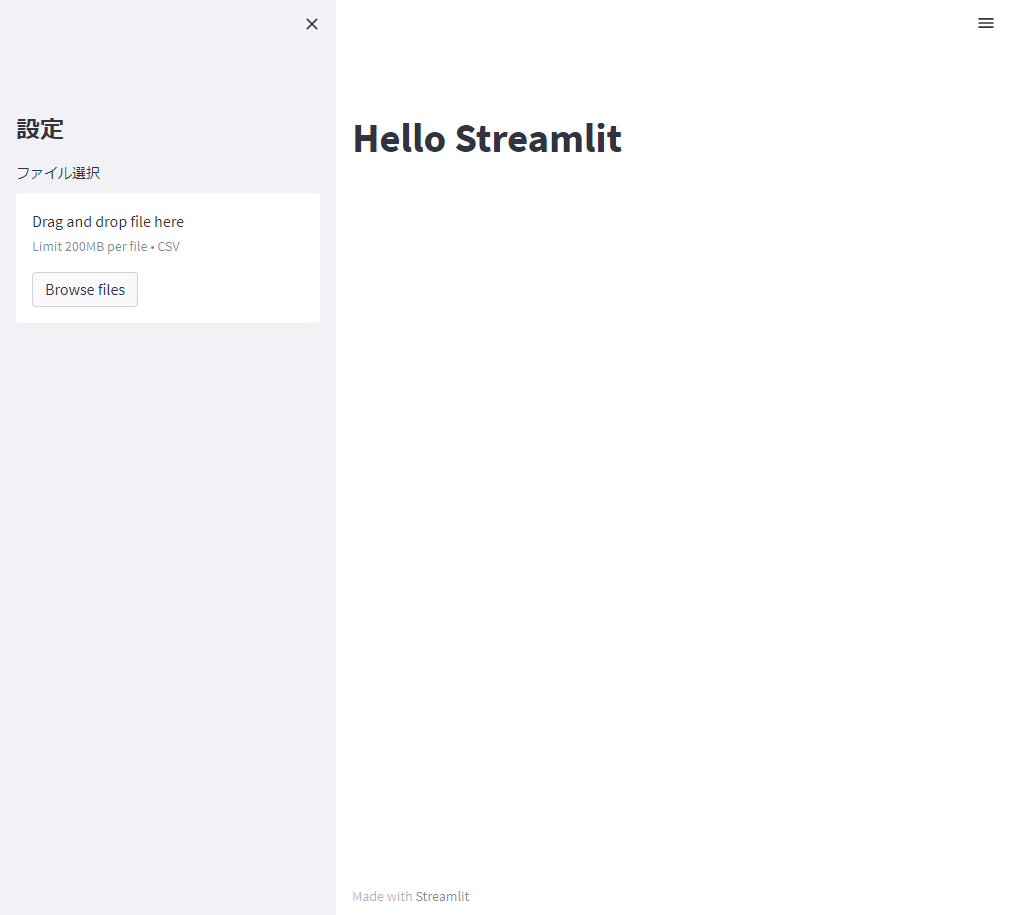 設定
ファイル選択
Drag and drop file here
Limit 200MB per file • CSV
Browse files
Hello Streamlit
Made with Streamlit